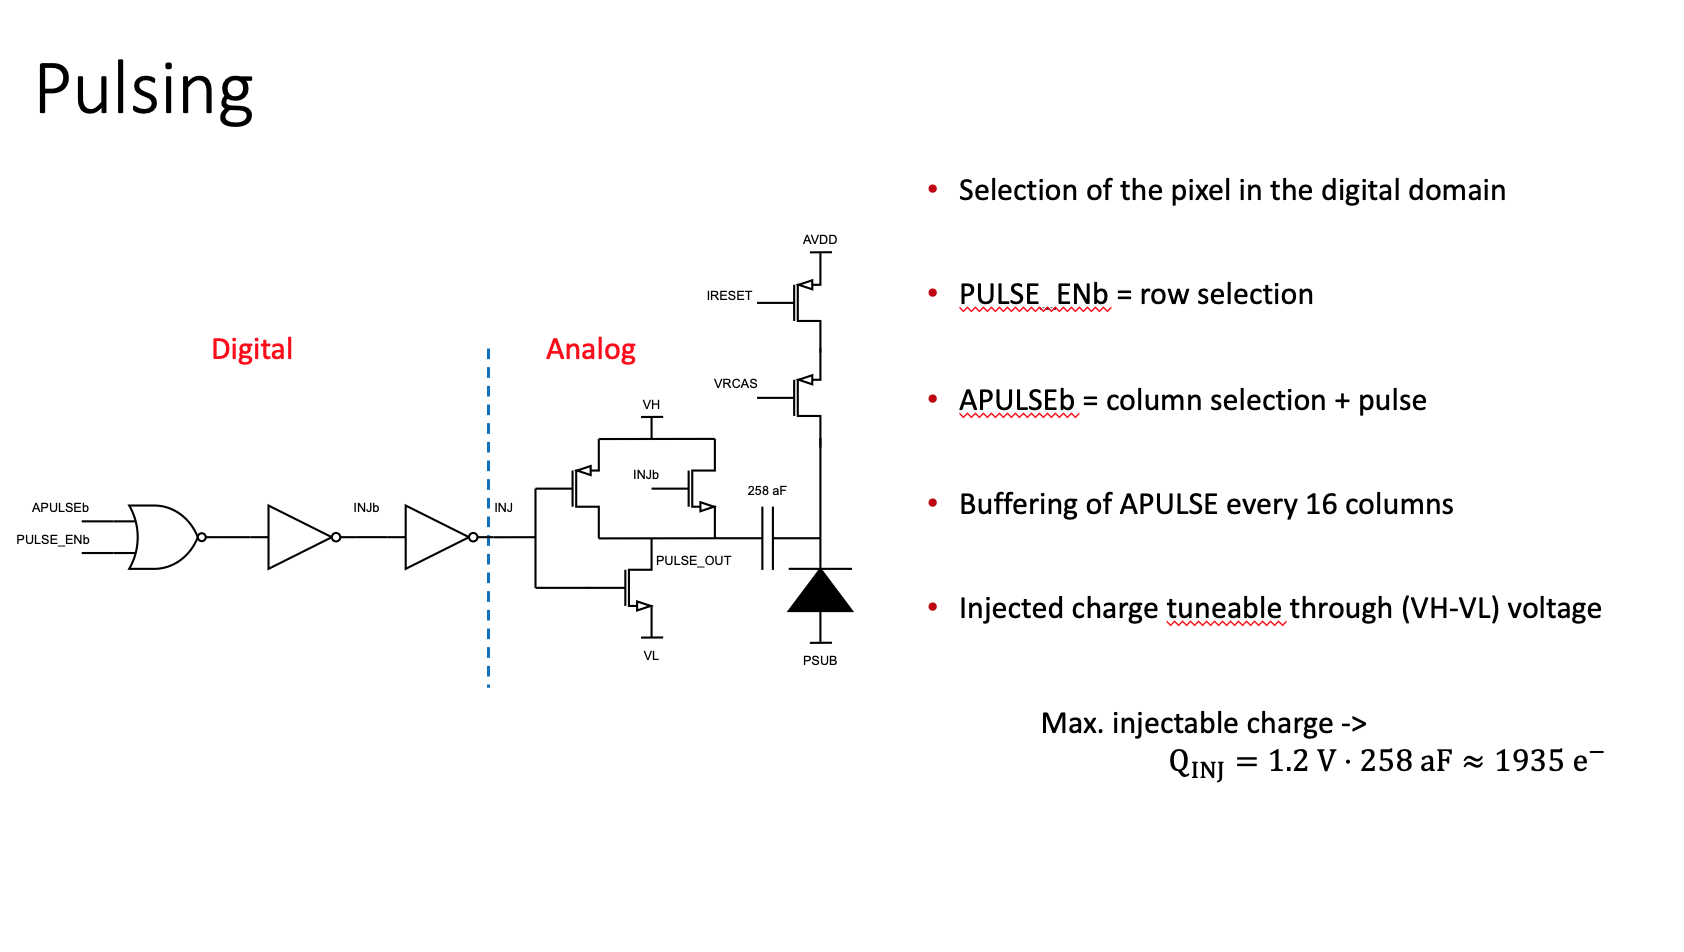 Pulsing
Digital
Analog
AVDD
IRESET
VRCAS
VH
INJb
258 aF
APULSEb
INJb
INJ
PULSE_ENb
PULSE_OUT
VL
PSUB
• Selection of the pixel in the digital domain
• PULSE_ENb = row selection
• APULSEb = column selection + pulse
• Buffering of APULSE every 16 columns
• Injected charge tuneable through (VH-VL) voltage
Max. injectable charge ->
Q_INJ = 1.2 V · 258 aF ≈ 1935 e⁻